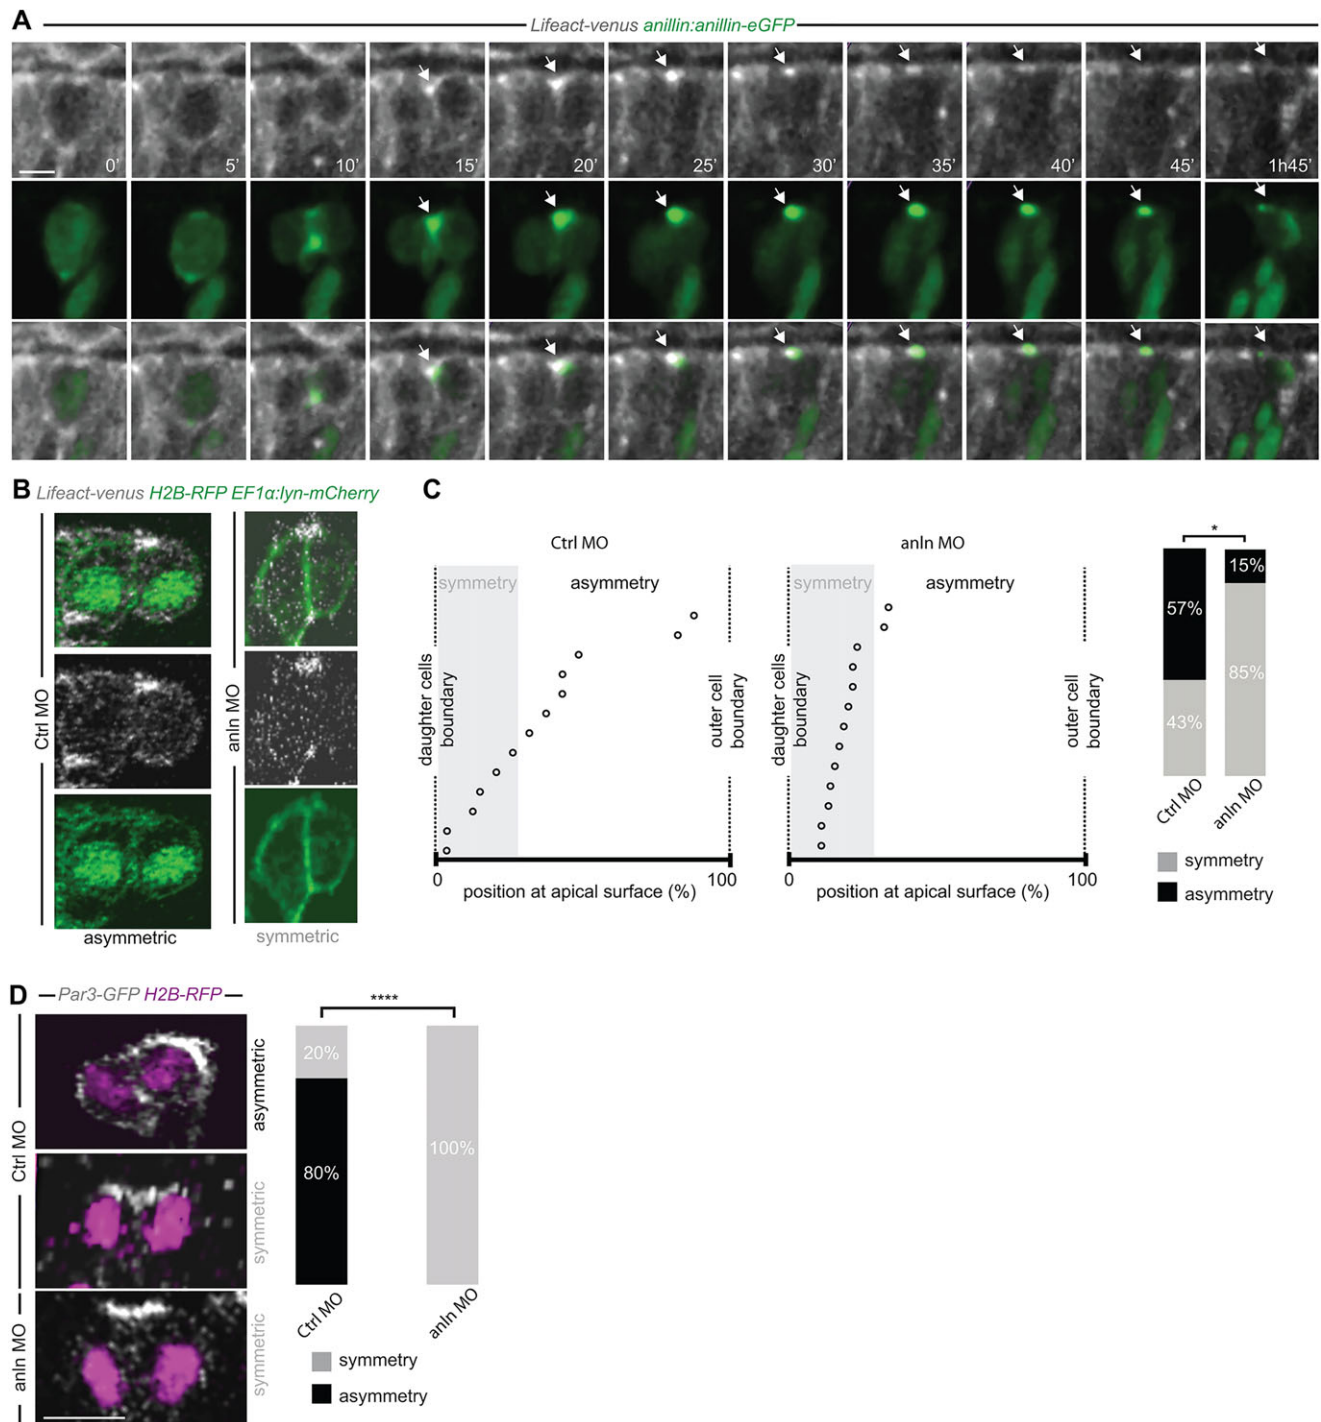 A
Lifeact-venus anillin:anillin-eGFP
0’ 5’ 10’ 15’ 20’ 25’ 30’ 35’ 40’ 45’ 1h45’
B Lifeact-venus H2B-RFP EF1α:lyn-mCherry
Ctrl MO
anln MO
asymmetric
symmetric
C
Ctrl MO
symmetry asymmetry
daughter cells
boundary
outer cell
boundary
0 100
position at apical surface (%)
anln MO
symmetry asymmetry
daughter cells
boundary
outer cell
boundary
0 100
position at apical surface (%)
*
57%
43%
15%
85%
Ctrl MO
anln MO
symmetry
asymmetry
D Par3-GFP H2B-RFP
Ctrl MO
anln MO
asymmetric
symmetric
symmetric
****
20%
80%
100%
Ctrl MO
anln MO
symmetry
asymmetry